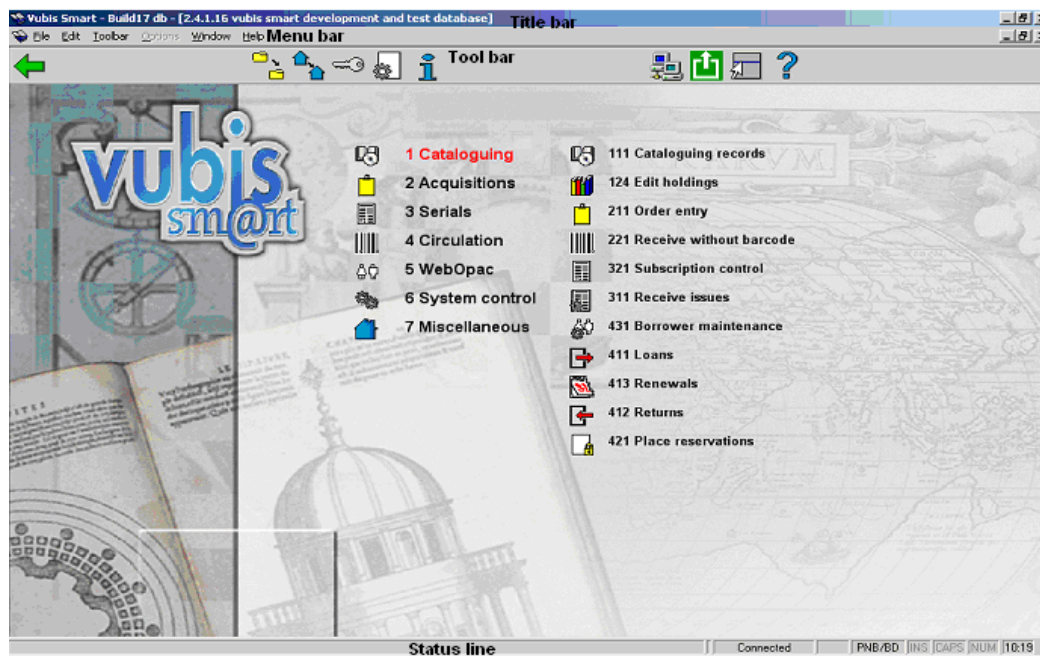 Vubis Smart - Build17 db - [2.4.1.16 vubis smart development and test database]
Title bar
File Edit Toolbar Options Window Help
Menu bar
Tool bar
vubis
sm@rt
1 Cataloguing
2 Acquisitions
3 Serials
4 Circulation
5 WebOpac
6 System control
7 Miscellaneous
111 Cataloguing records
124 Edit holdings
211 Order entry
221 Receive without barcode
321 Subscription control
311 Receive issues
431 Borrower maintenance
411 Loans
413 Renewals
412 Returns
421 Place reservations
Status line
Connected
PNB/BD INS CAPS NUM 10:19